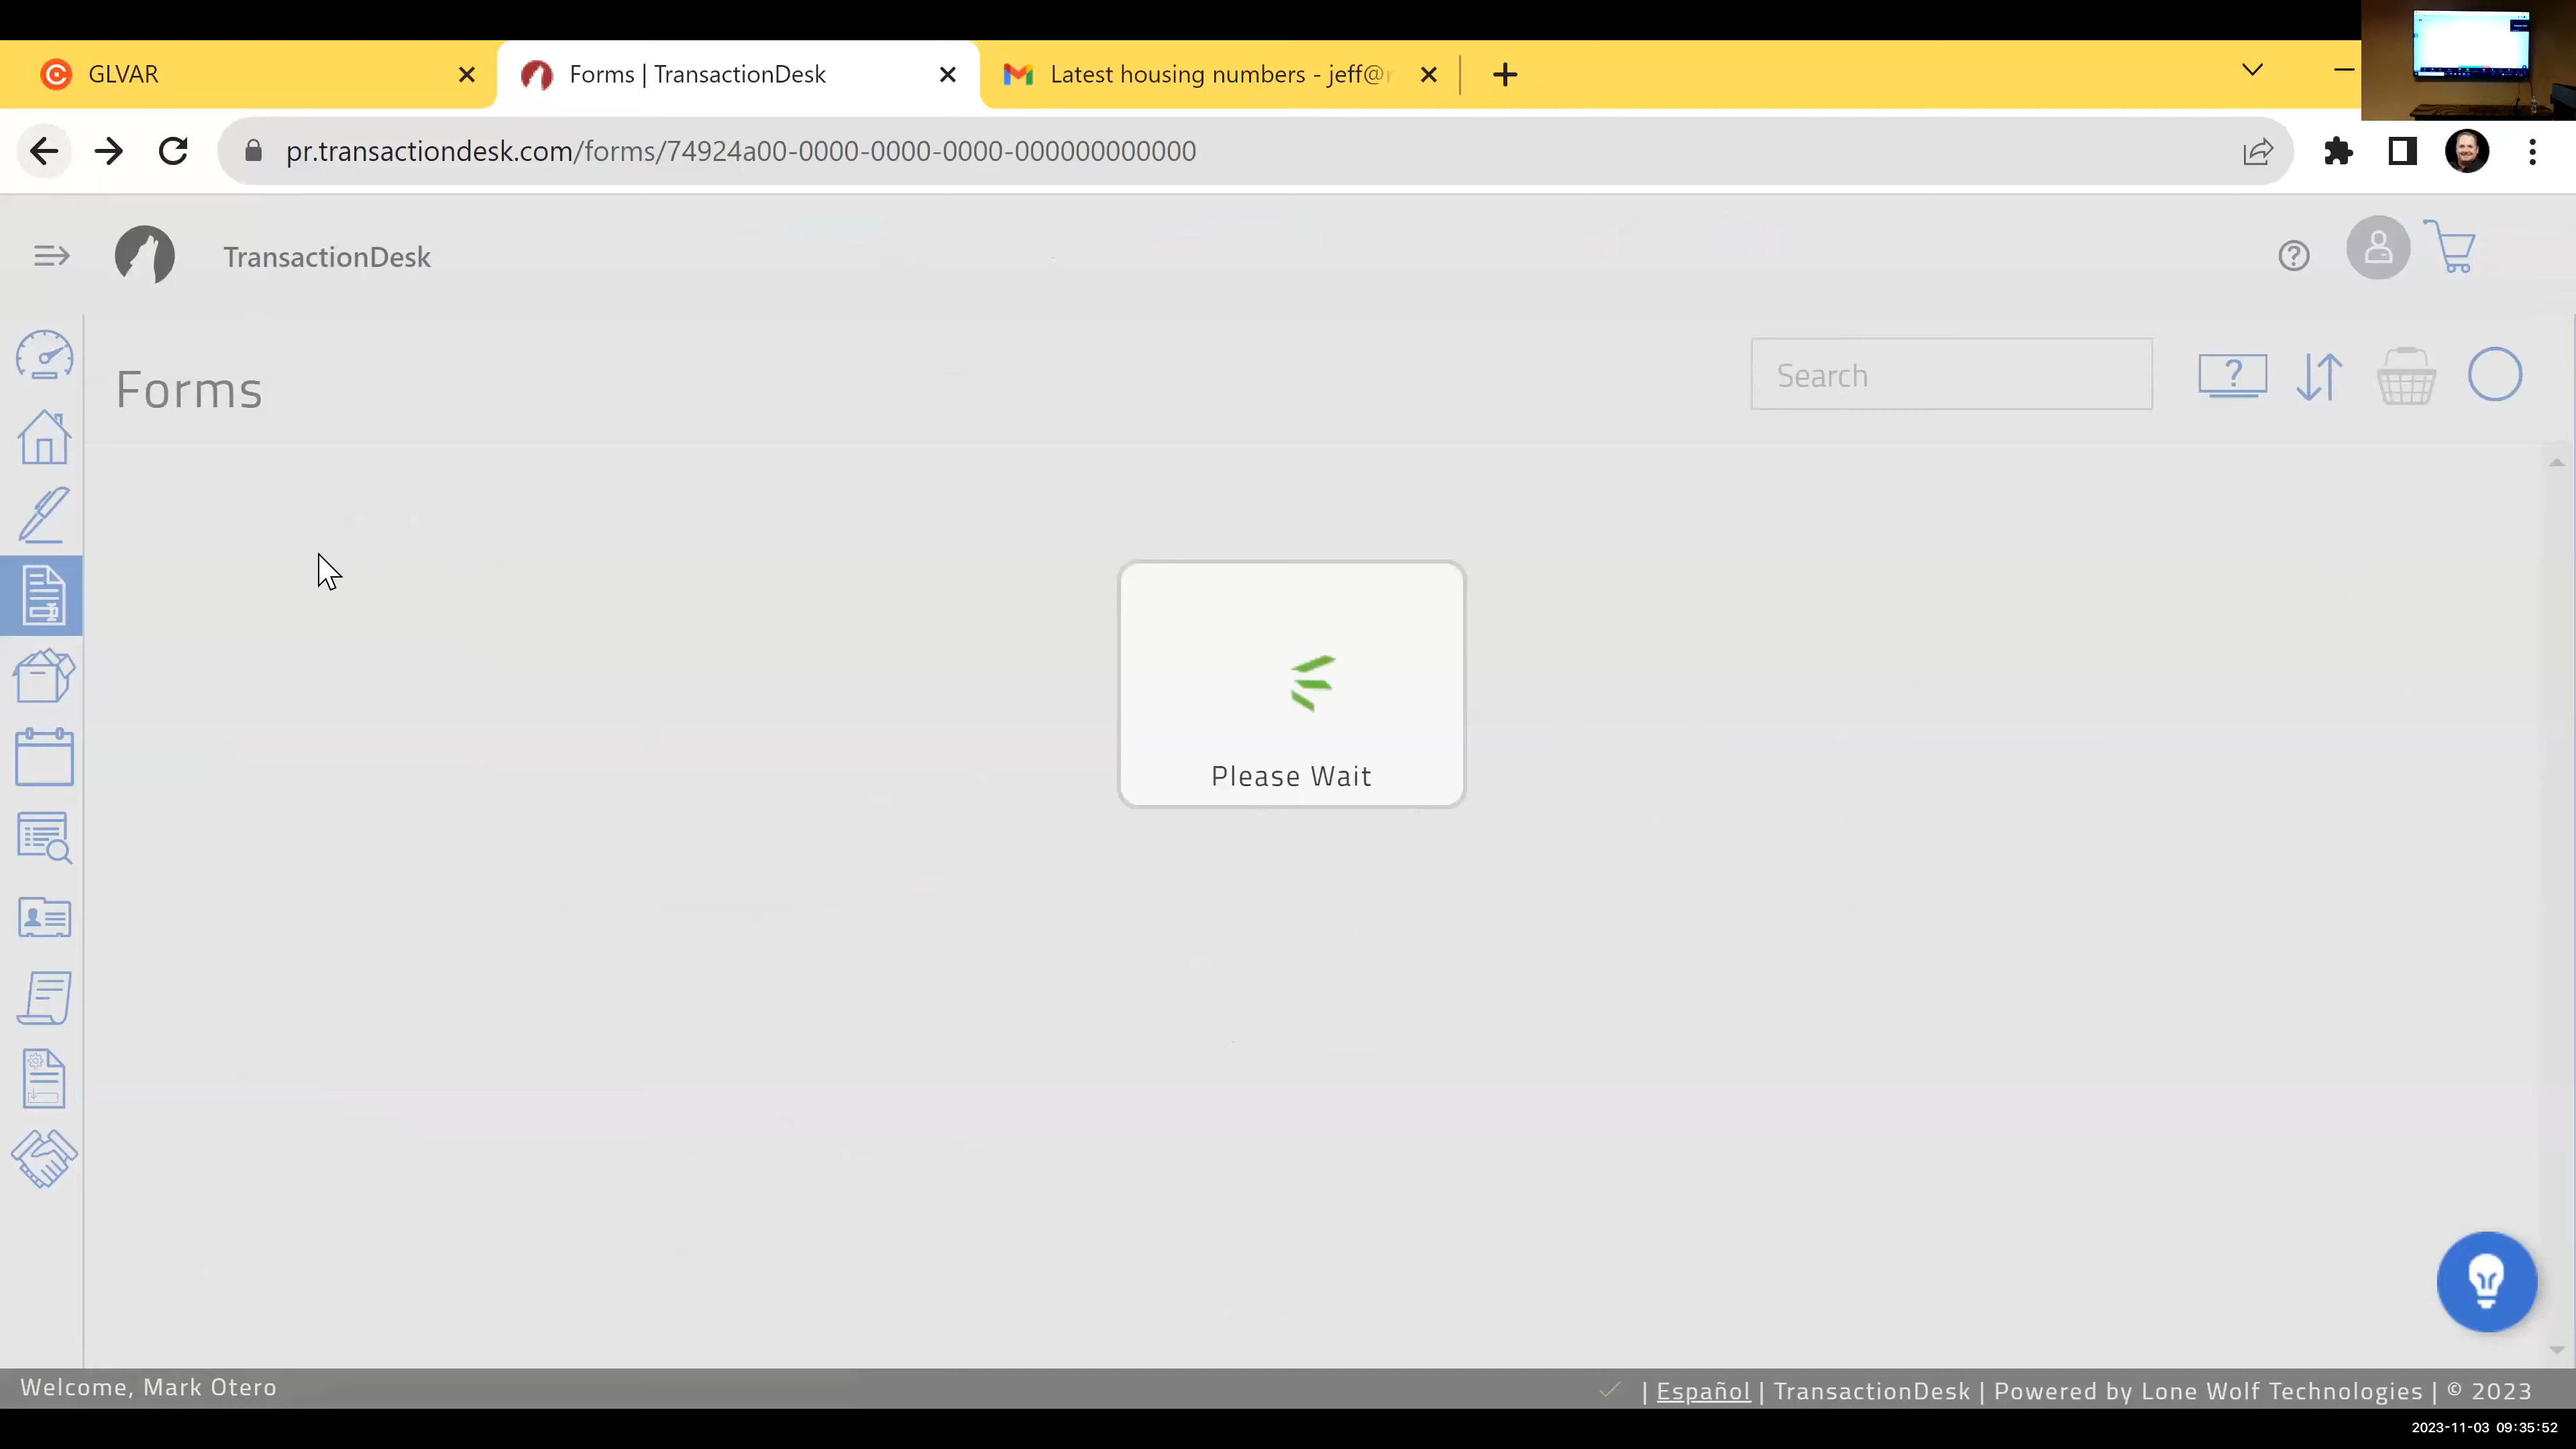 GLVAR
Forms | TransactionDesk
Latest housing numbers - jeff@
pr.transactiondesk.com/forms/74924a00-0000-0000-0000-000000000000
TransactionDesk
Forms
Search
Please Wait
Welcome, Mark Otero
| Español | TransactionDesk | Powered by Lone Wolf Technologies | © 2023
2023-11-03 09:35:52